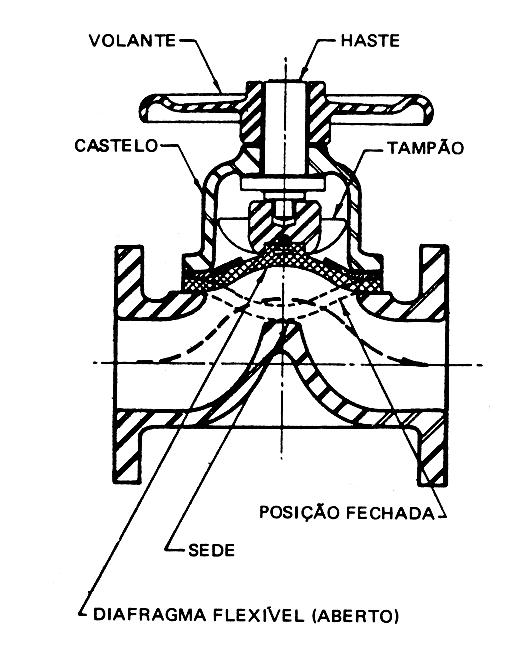 VOLANTE
HASTE
CASTELO
TAMPÃO
POSIÇÃO FECHADA
SEDE
DIAFRAGMA FLEXÍVEL (ABERTO)